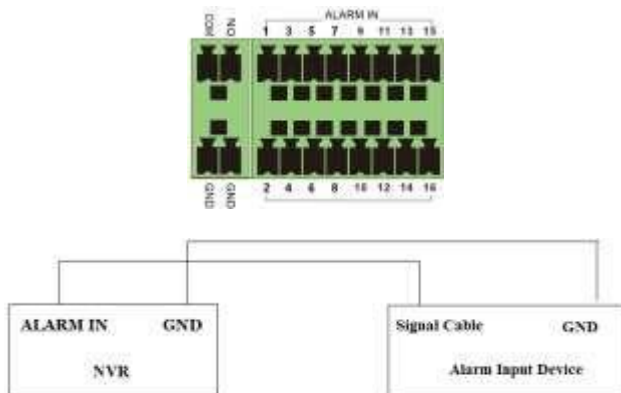 ALARM IN
COM NO 1 3 5 7 9 11 13 15
GND GND 2 4 6 8 10 12 14 16
ALARM IN GND
NVR
Signal Cable GND
Alarm Input Device